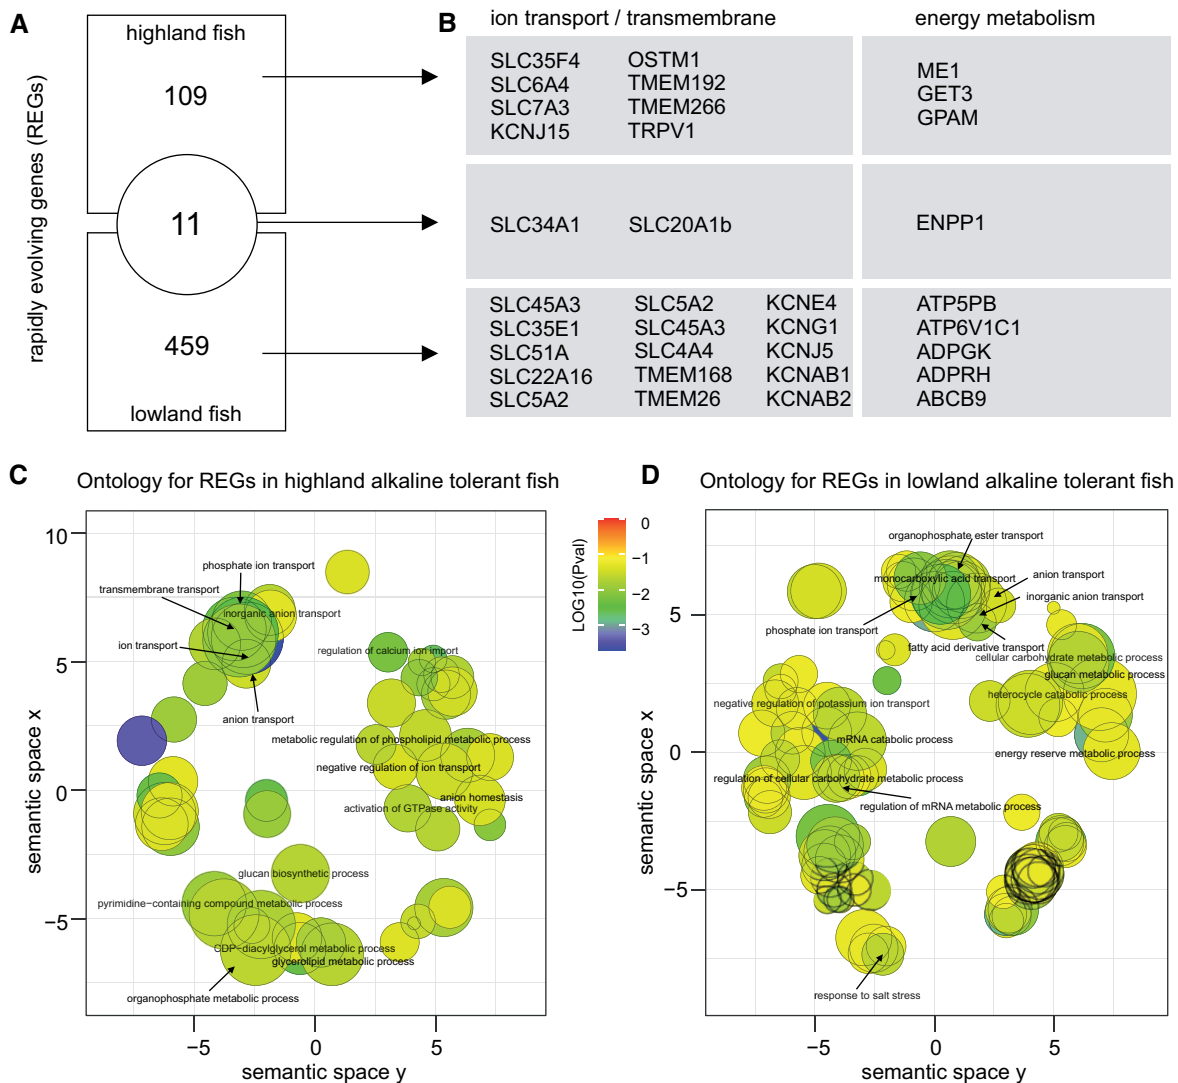 A
rapidly evolving genes (REGs)
highland fish
109
11
459
lowland fish
B
ion transport / transmembrane
energy metabolism
SLC35F4 OSTM1
SLC6A4 TMEM192
SLC7A3 TMEM266
KCNJ15 TRPV1
ME1
GET3
GPAM
SLC34A1 SLC20A1b
ENPP1
SLC45A3 SLC5A2 KCNE4
SLC35E1 SLC45A3 KCNG1
SLC51A SLC4A4 KCNJ5
SLC22A16 TMEM168 KCNAB1
SLC5A2 TMEM26 KCNAB2
ATP5PB
ATP6V1C1
ADPGK
ADPRH
ABCB9
C
Ontology for REGs in highland alkaline tolerant fish
semantic space x
10
5
0
−5
phosphate ion transport
transmembrane transport
inorganic anion transport
ion transport
regulation of calcium ion import
anion transport
metabolic regulation of phospholipid metabolic process
negative regulation of ion transport
anion homestasis
activation of GTPase activity
glucan biosynthetic process
pyrimidine−containing compound metabolic process
CDP−diacylglycerol metabolic process
glycerolipid metabolic process
organophosphate metabolic process
−5 0 5
semantic space y
LOG10(Pval)
0
−1
−2
−3
D
Ontology for REGs in lowland alkaline tolerant fish
semantic space x
5
0
−5
organophosphate ester transport
monocarboxylic acid transport
anion transport
inorganic anion transport
phosphate ion transport
fatty acid derivative transport
cellular carbohydrate metabolic process
glucan metabolic process
heterocycle catabolic process
negative regulation of potassium ion transport
mRNA catabolic process
energy reserve metabolic process
regulation of cellular carbohydrate metabolic process
regulation of mRNA metabolic process
response to salt stress
−5 0 5
semantic space y